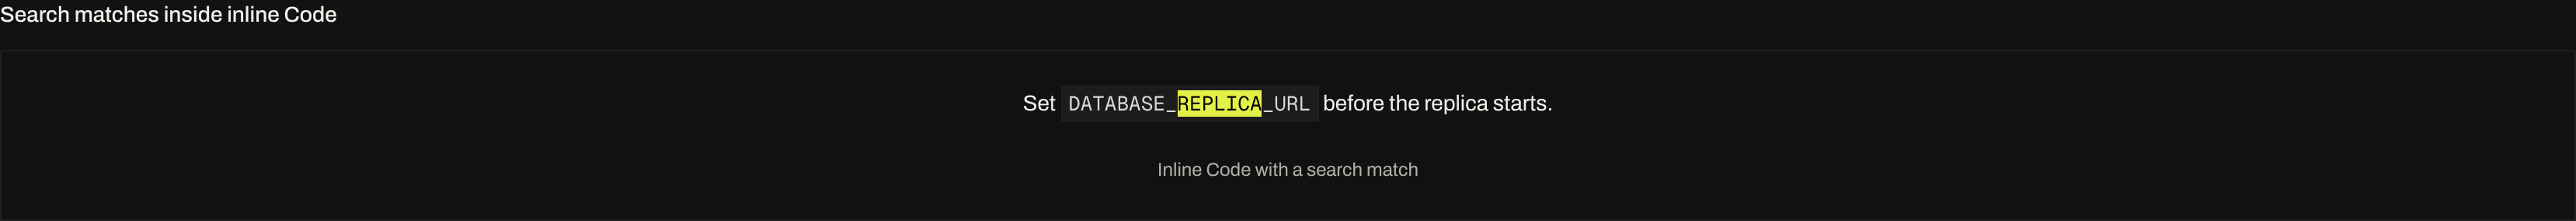 Search matches inside inline Code
Set DATABASE_REPLICA_URL before the replica starts.
Inline Code with a search match